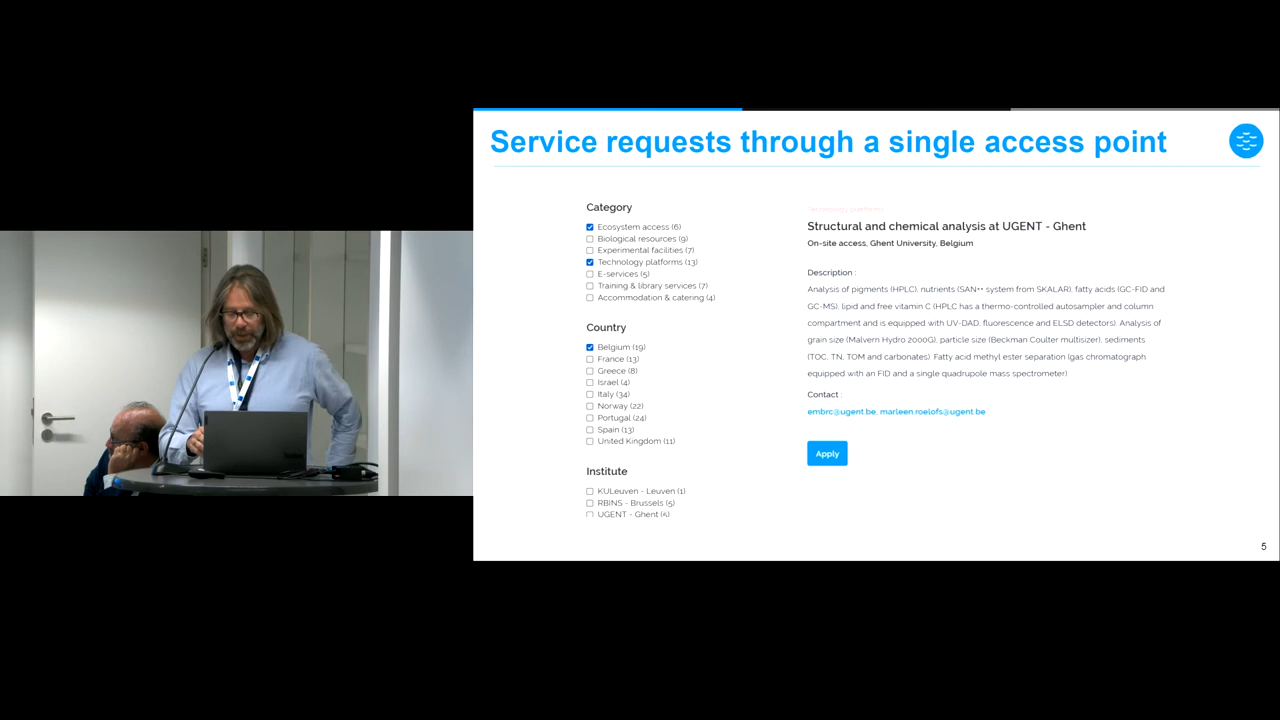 Service requests through a single access point
Category
Ecosystem access (6)
Biological resources (9)
Experimental facilities (7)
Technology platforms (13)
E-services (5)
Training & library services (7)
Accommodation & catering (4)
Country
Belgium (19)
France (13)
Greece (8)
Israel (4)
Italy (34)
Norway (22)
Portugal (24)
Spain (13)
United Kingdom (11)
Institute
KULeuven - Leuven (1)
RBINS - Brussels (5)
UGENT - Ghent (5)
Technology platforms
Structural and chemical analysis at UGENT - Ghent
On-site access, Ghent University, Belgium
Description :
Analysis of pigments (HPLC), nutrients (SAN++ system from SKALAR), fatty acids (GC-FID and
GC-MS), lipid and free vitamin C (HPLC has a thermo-controlled autosampler and column
compartment and is equipped with UV-DAD, fluorescence and ELSD detectors). Analysis of
grain size (Malvern Hydro 2000G), particle size (Beckman Coulter multisizer), sediments
(TOC, TN, TOM and carbonates). Fatty acid methyl ester separation (gas chromatograph
equipped with an FID and a single quadrupole mass spectrometer)
Contact :
embrc@ugent.be, marleen.roelofs@ugent.be
Apply
5